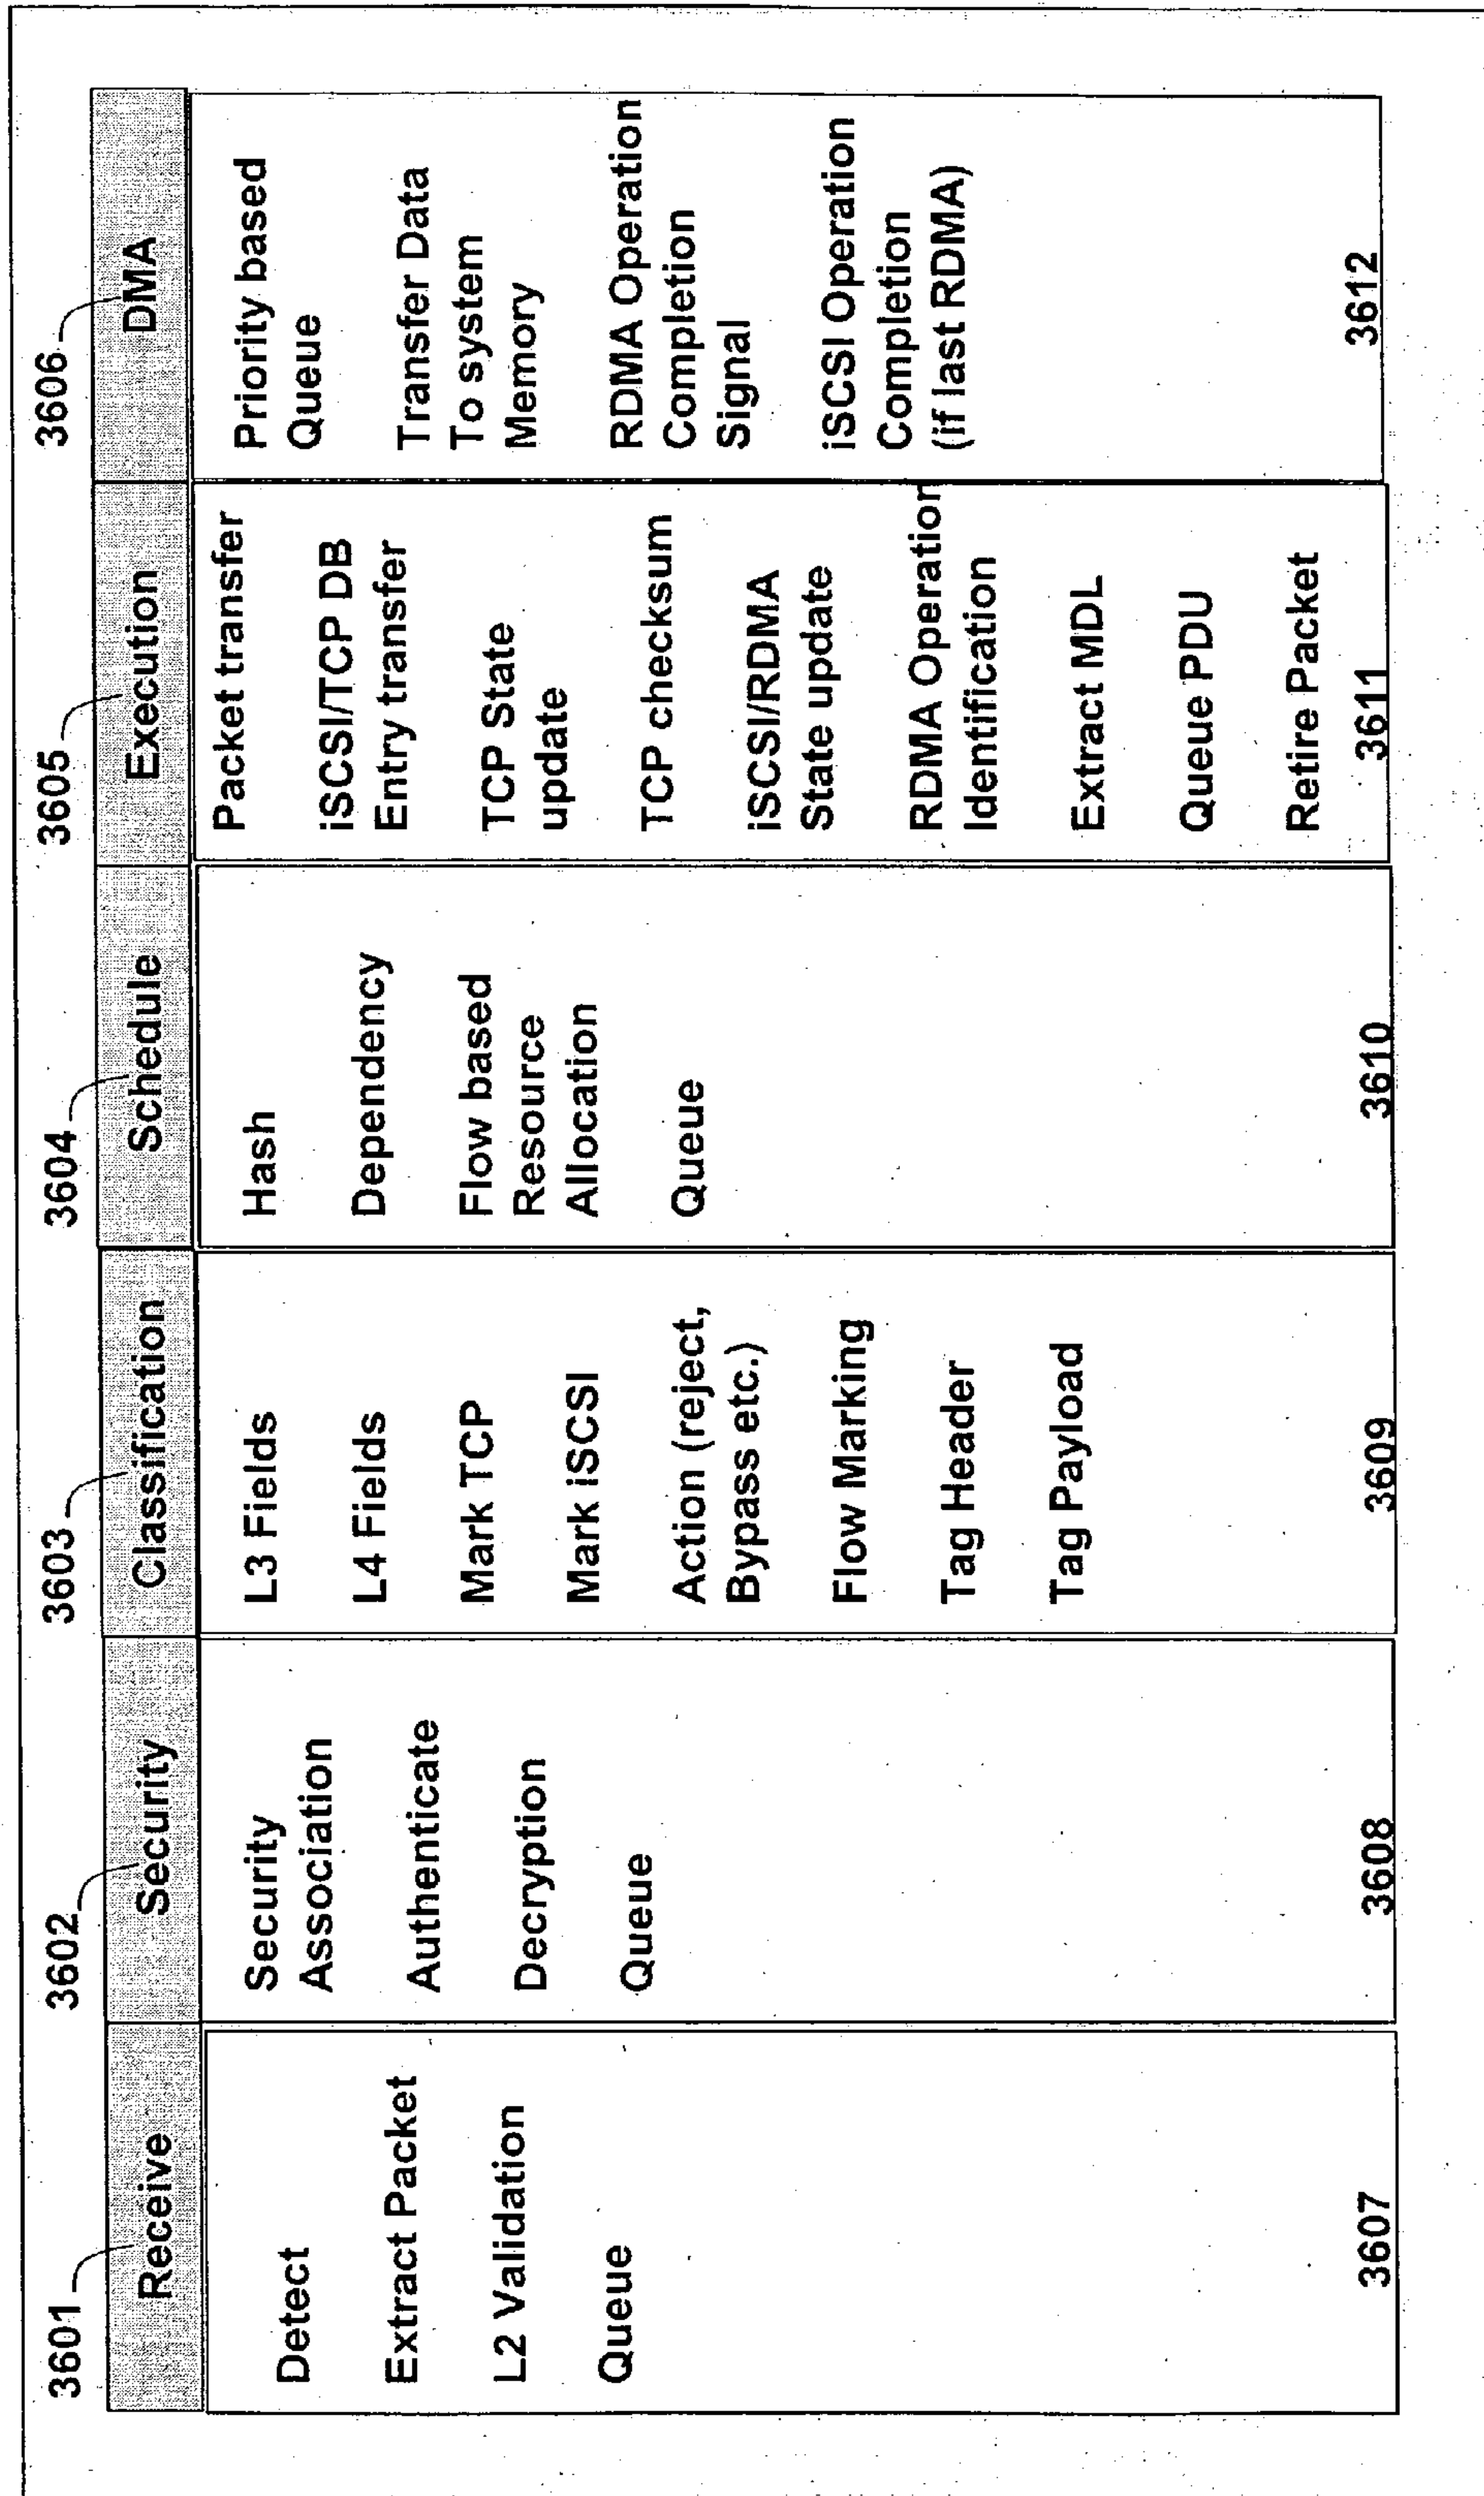 3601
Receive
Detect
Extract Packet
L2 Validation
Queue
3607
3602
Security
Security
Association
Authenticate
Decryption
Queue
3608
3603
Classification
L3 Fields
L4 Fields
Mark TCP
Mark iSCSI
Action (reject,
Bypass etc.)
Flow Marking
Tag Header
Tag Payload
3609
3604
Schedule
Hash
Dependency
Flow based
Resource
Allocation
Queue
3610
3605
Execution
Packet transfer
iSCSI/TCP DB
Entry transfer
TCP State
update
TCP checksum
iSCSI/RDMA
State update
RDMA Operation
Identification
Extract MDL
Queue PDU
Retire Packet
3611
3606
DMA
Priority based
Queue
Transfer Data
To system
Memory
RDMA Operation
Completion
Signal
iSCSI Operation
Completion
(if last RDMA)
3612